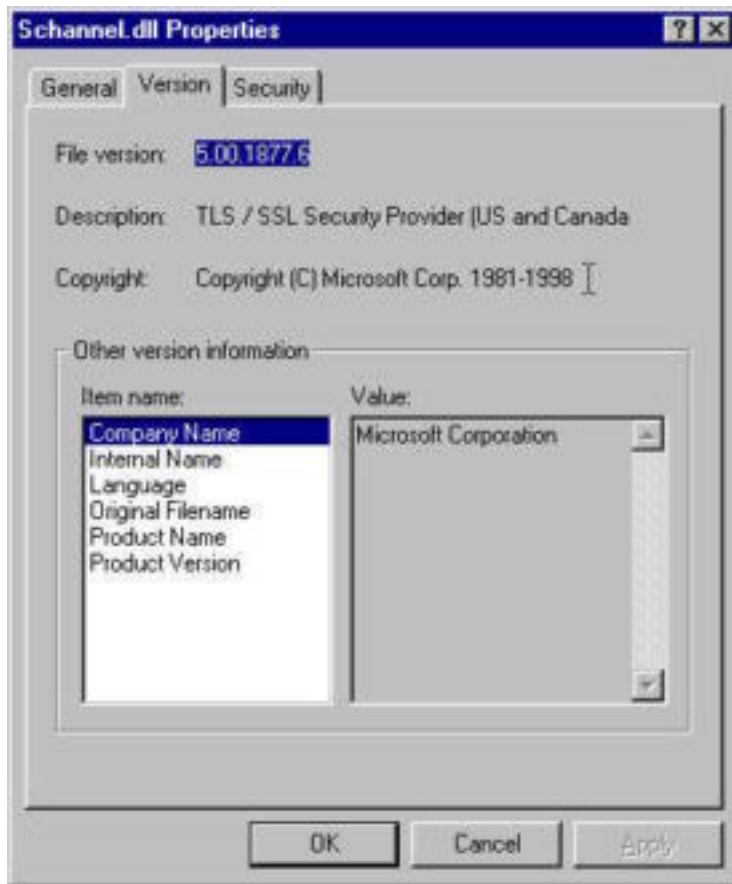 Schannel.dll Properties
General Version Security
File version: 5.00.1877.6
Description: TLS / SSL Security Provider (US and Canada
Copyright: Copyright (C) Microsoft Corp. 1981-1998
Other version information
Item name: Value:
Company Name Microsoft Corporation
Internal Name
Language
Original Filename
Product Name
Product Version
OK Cancel Apply